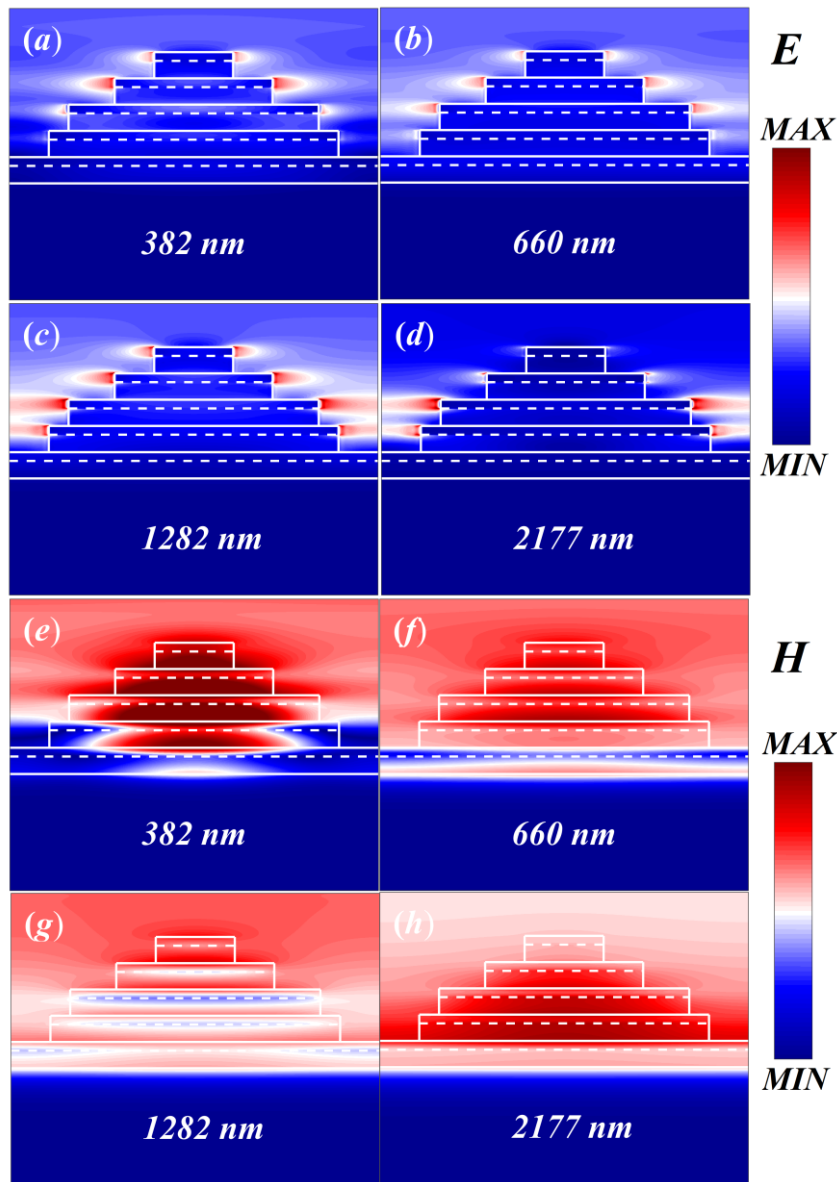 (a)
(b)
E
MAX
382 nm
660 nm
(c)
(d)
MIN
1282 nm
2177 nm
(e)
(f)
H
MAX
382 nm
660 nm
(g)
(h)
MIN
1282 nm
2177 nm